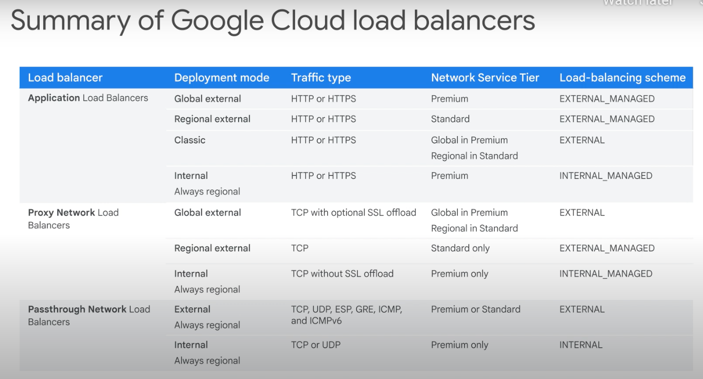 Watch later
Summary of Google Cloud load balancers
Load balancer Deployment mode Traffic type Network Service Tier Load-balancing scheme
Application Load Balancers Global external HTTP or HTTPS Premium EXTERNAL_MANAGED
Regional external HTTP or HTTPS Standard EXTERNAL_MANAGED
Classic HTTP or HTTPS Global in Premium EXTERNAL
Regional in Standard
Internal HTTP or HTTPS Premium INTERNAL_MANAGED
Always regional
Proxy Network Load Global external TCP with optional SSL offload Global in Premium EXTERNAL
Balancers Regional in Standard
Regional external TCP Standard only EXTERNAL_MANAGED
Internal TCP without SSL offload Premium only INTERNAL_MANAGED
Always regional
Passthrough Network Load External TCP, UDP, ESP, GRE, ICMP, Premium or Standard EXTERNAL
Balancers Always regional and ICMPv6
Internal TCP or UDP Premium only INTERNAL
Always regional